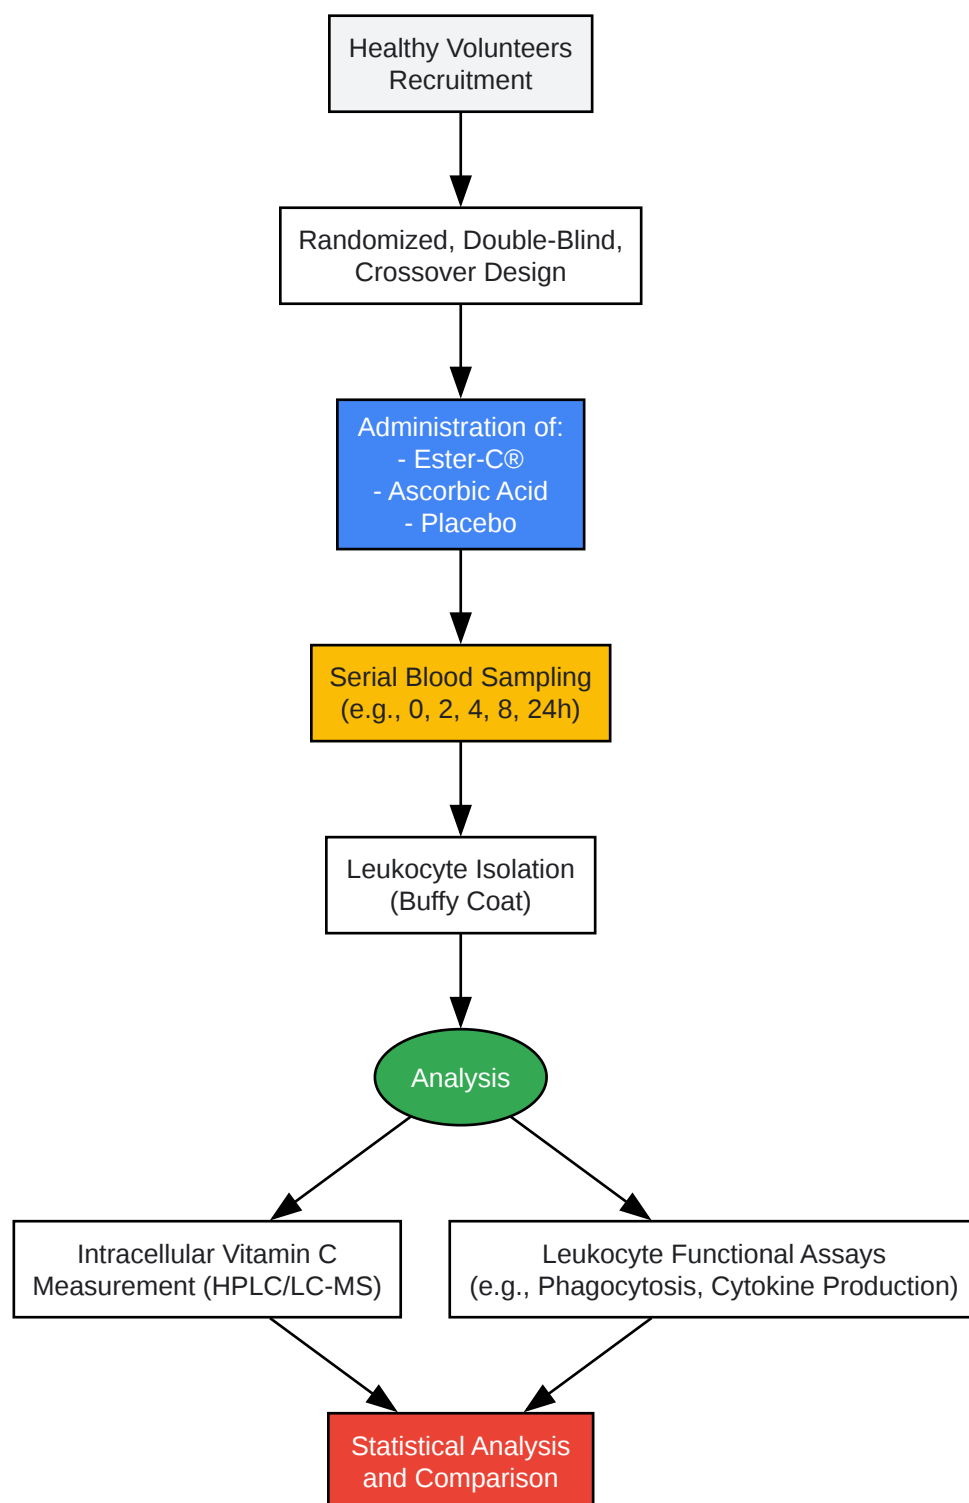 Healthy Volunteers
Recruitment
Randomized, Double-Blind,
Crossover Design
Administration of:
- Ester-C®
- Ascorbic Acid
- Placebo
Serial Blood Sampling
(e.g., 0, 2, 4, 8, 24h)
Leukocyte Isolation
(Buffy Coat)
Analysis
Intracellular Vitamin C
Measurement (HPLC/LC-MS)
Leukocyte Functional Assays
(e.g., Phagocytosis, Cytokine Production)
Statistical Analysis
and Comparison